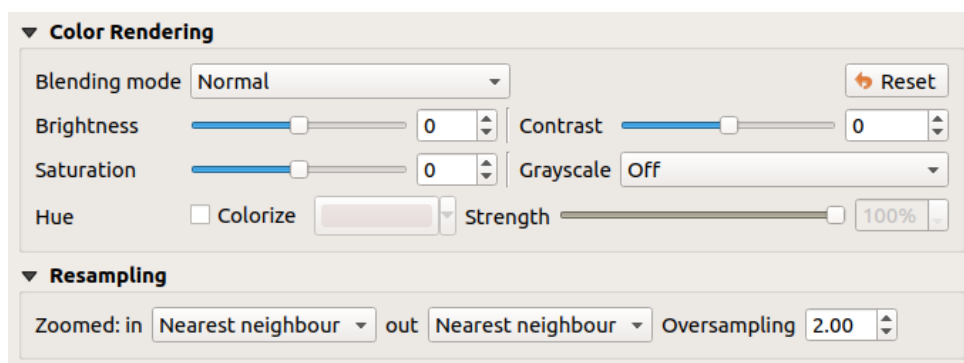 Color Rendering
Blending mode Normal Reset
Brightness 0 Contrast 0
Saturation 0 Grayscale Off
Hue Colorize Strength 100%
Resampling
Zoomed: in Nearest neighbour out Nearest neighbour Oversampling 2.00